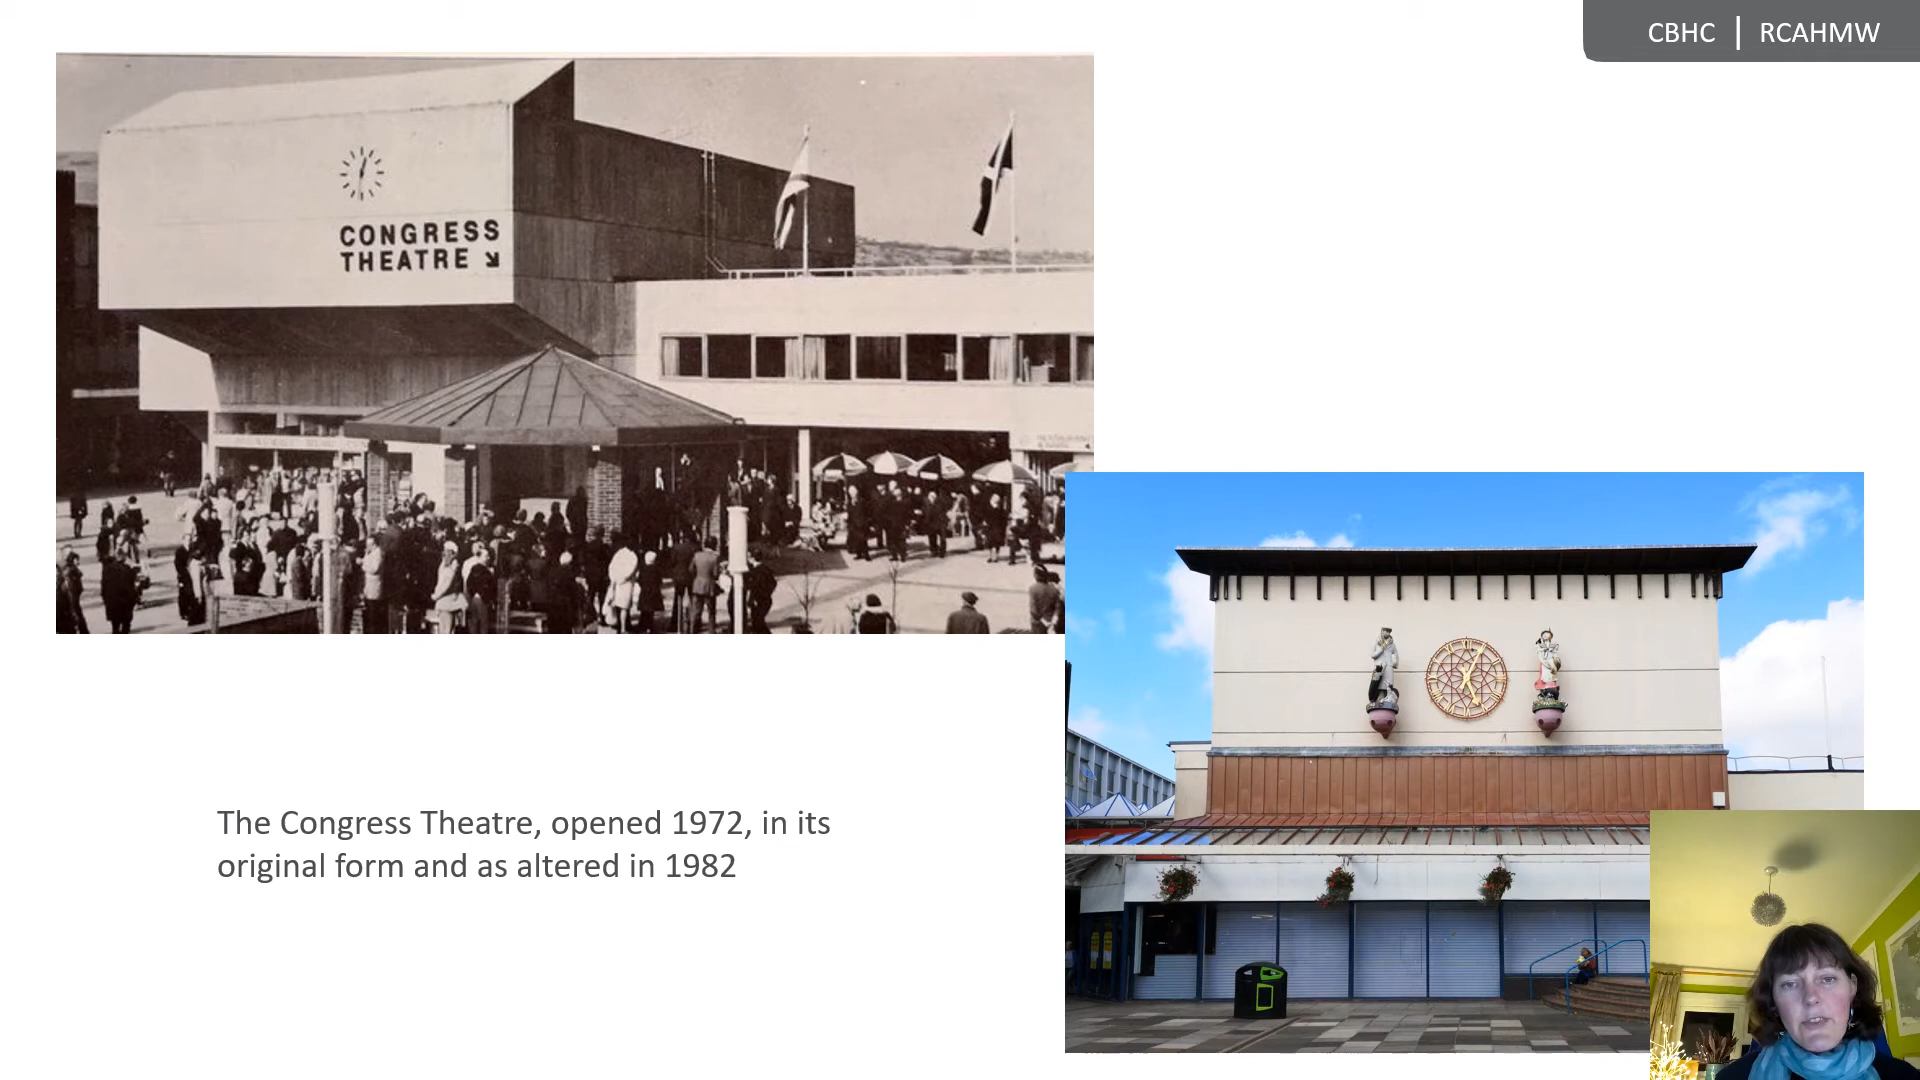 CBHC | RCAHMW
CONGRESS
THEATRE
The Congress Theatre, opened 1972, in its
original form and as altered in 1982